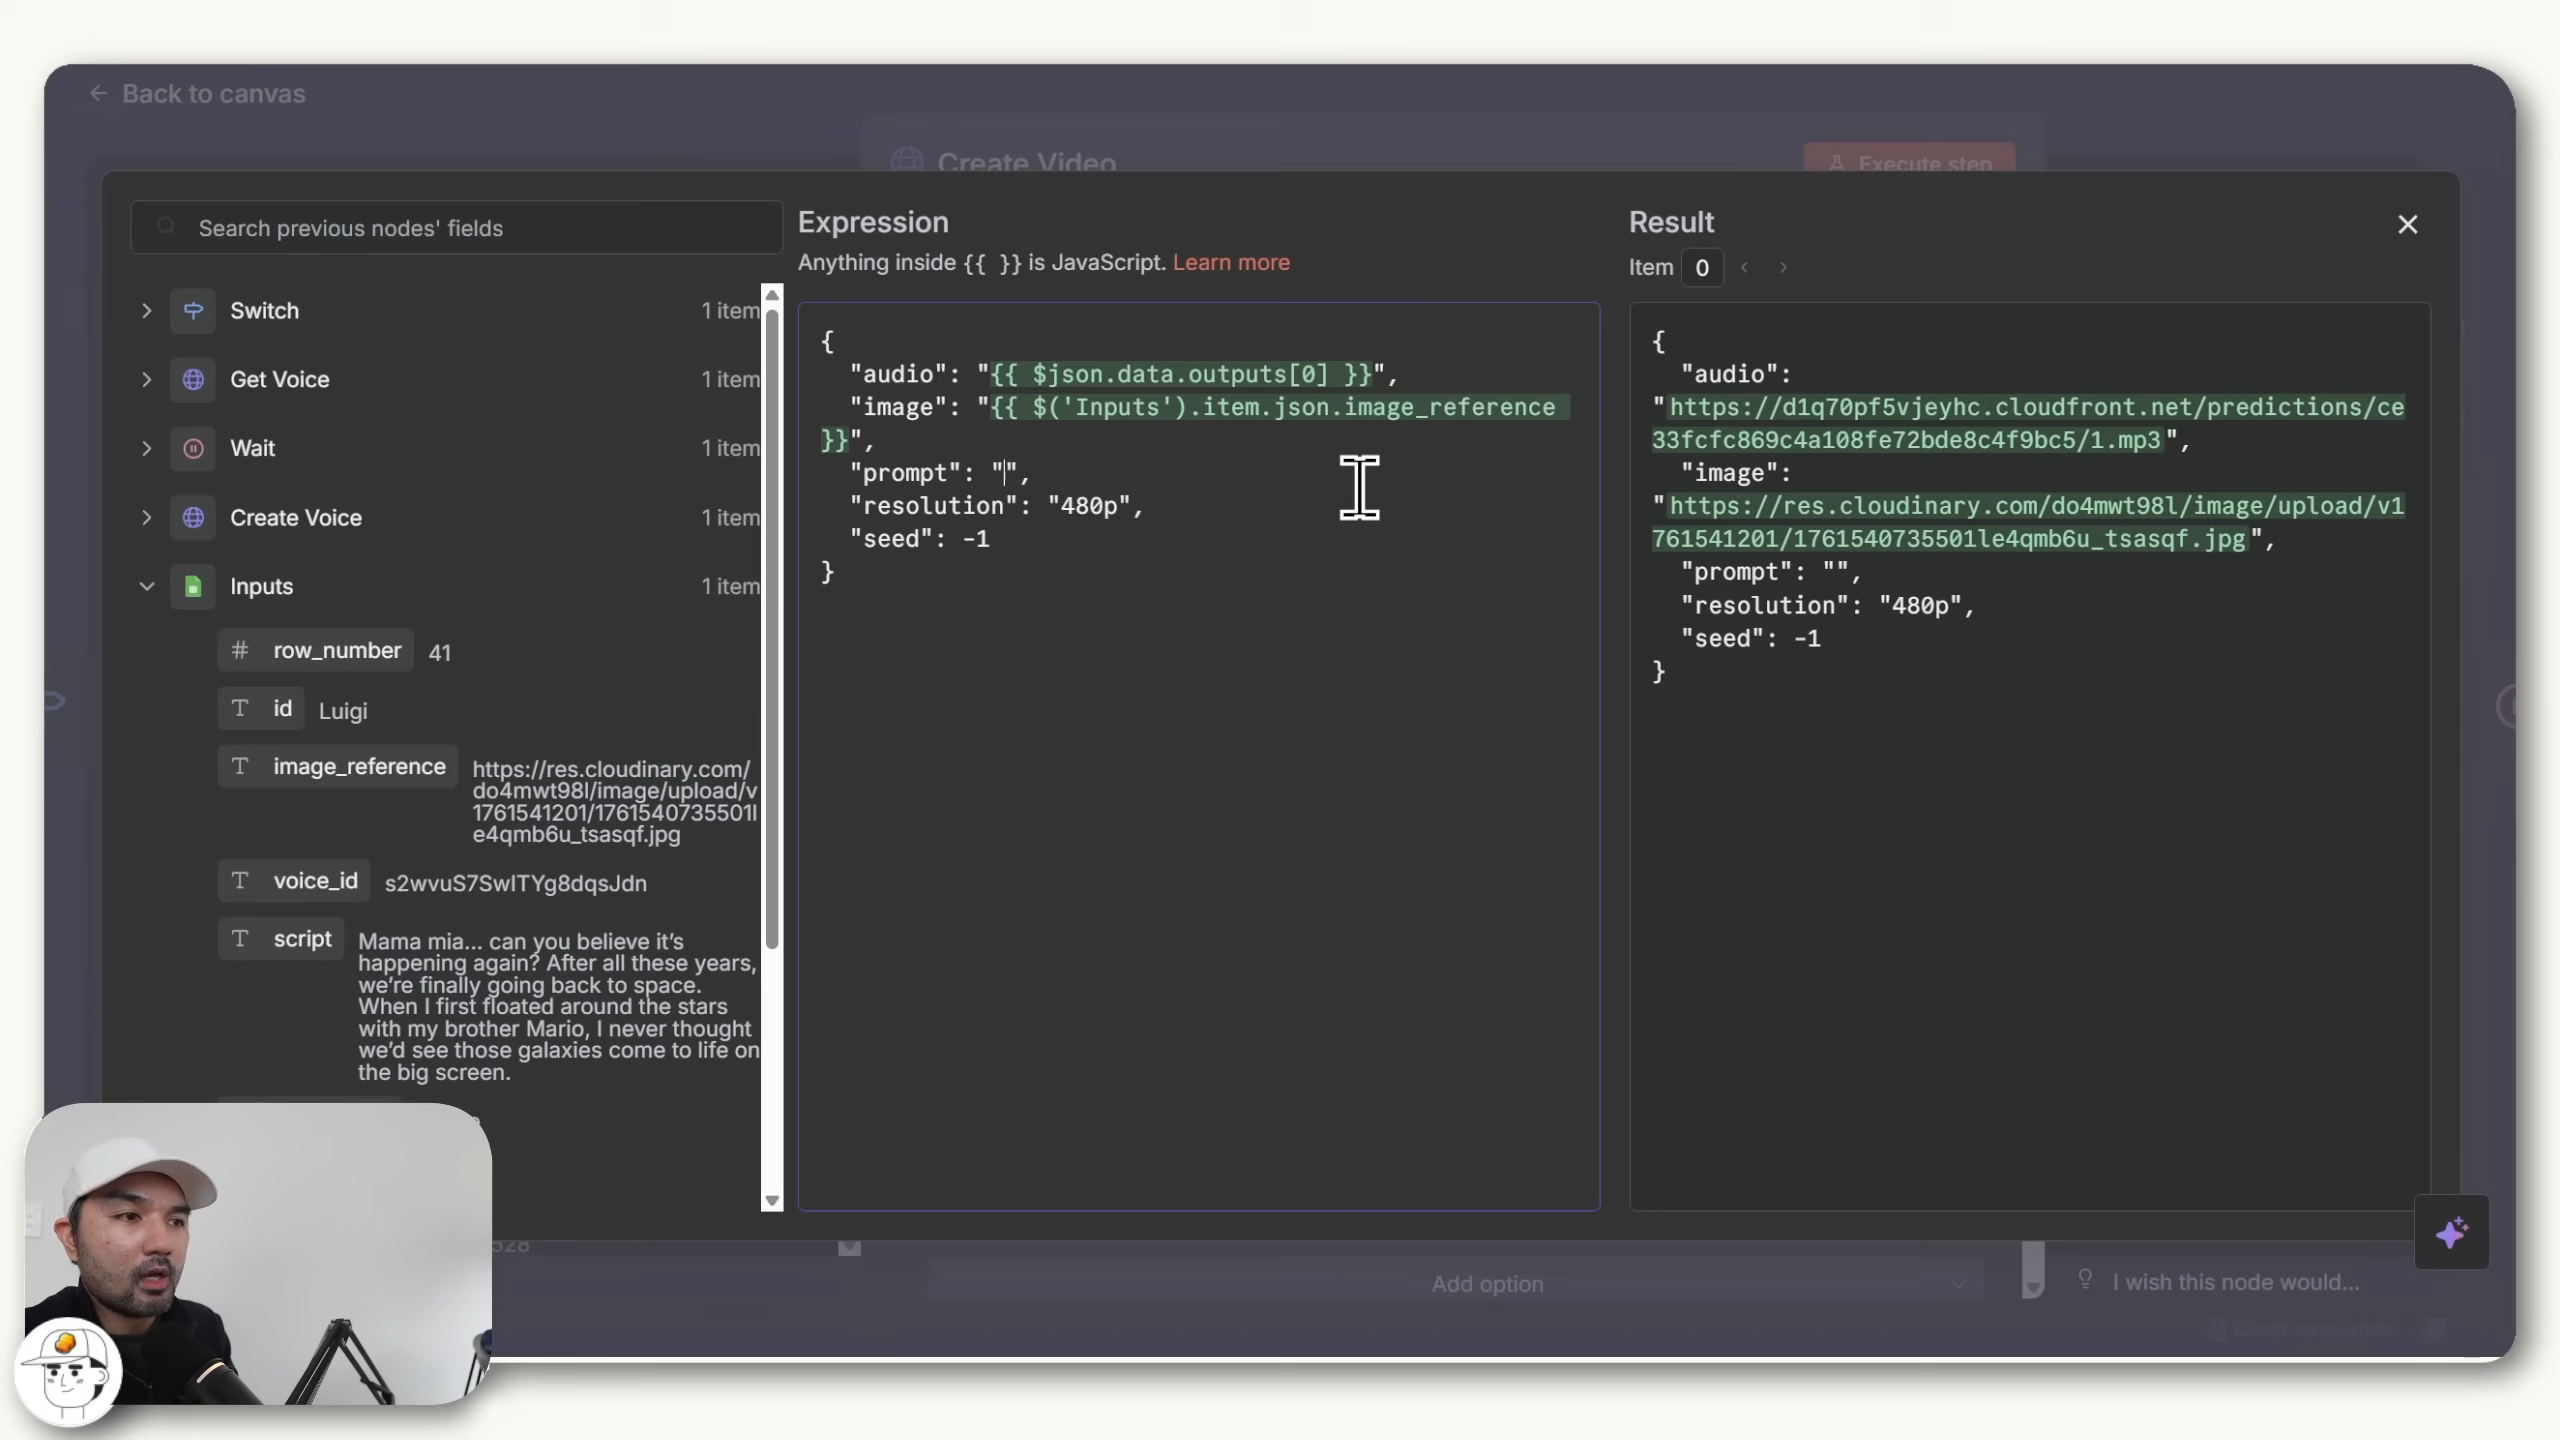 Back to canvas
Create Video
Execute step
Search previous nodes' fields
Switch
1 item
Get Voice
1 item
Wait
1 item
Create Voice
1 item
Inputs
1 item
# row_number 41
T id Luigi
T image_reference
https://res.cloudinary.com/
do4mwt98l/image/upload/v
1761541201/1761540735501l
e4qmb6u_tsasqf.jpg
T voice_id s2wvuS7SwITYg8dqsJdn
T script
Mama mia... can you believe it's
happening again? After all these years,
we're finally going back to space.
When I first floated around the stars
with my brother Mario, I never thought
we'd see those galaxies come to life on
the big screen.
Expression
Anything inside {{ }} is JavaScript. Learn more
{
"audio": "{{ $json.data.outputs[0] }}",
"image": "{{ $('Inputs').item.json.image_reference
}}",
"prompt": "",
"resolution": "480p",
"seed": -1
}
Result
Item 0
{
"audio":
"https://d1q70pf5vjeyhc.cloudfront.net/predictions/ce
33fcfc869c4a108fe72bde8c4f9bc5/1.mp3",
"image":
"https://res.cloudinary.com/do4mwt98l/image/upload/v1
761541201/1761540735501le4qmb6u_tsasqf.jpg",
"prompt": "",
"resolution": "480p",
"seed": -1
}
528
Add option
I wish this node would...